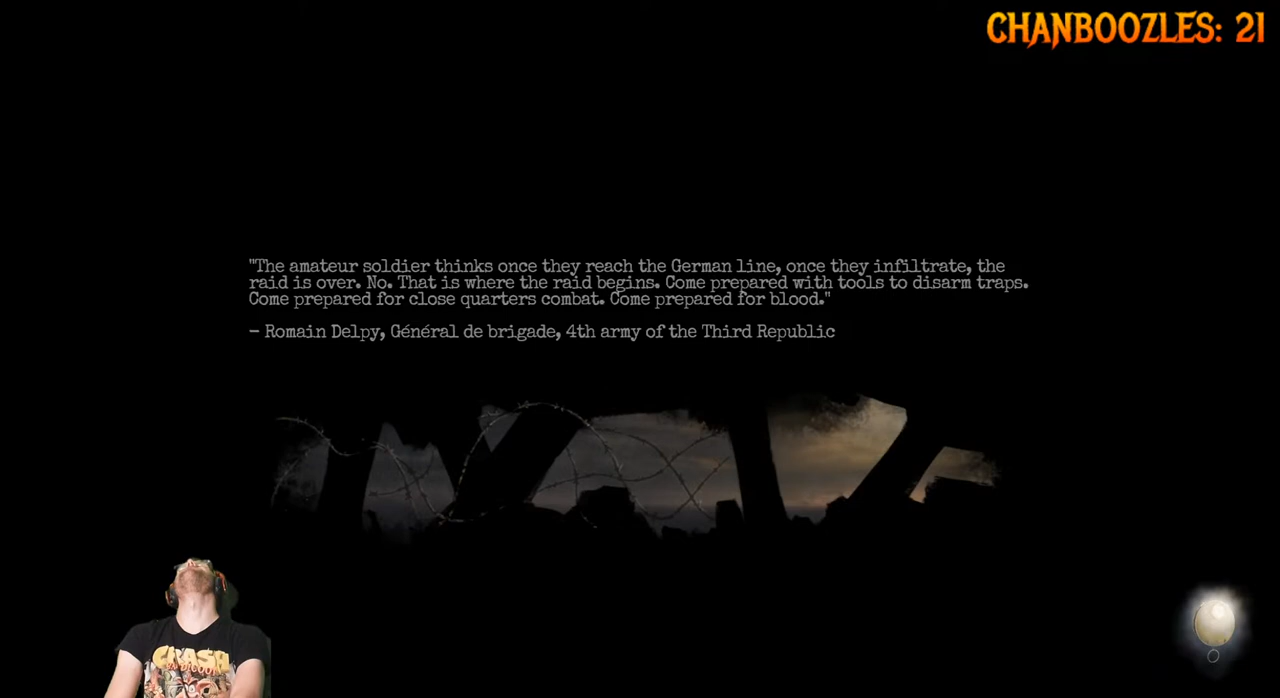 CHANBOOZLES: 21
"The amateur soldier thinks once they reach the German line, once they infiltrate, the
raid is over. No. That is where the raid begins. Come prepared with tools to disarm traps.
Come prepared for close quarters combat. Come prepared for blood."
– Romain Delpy, Général de brigade, 4th army of the Third Republic
CRASH
BANDICOOT